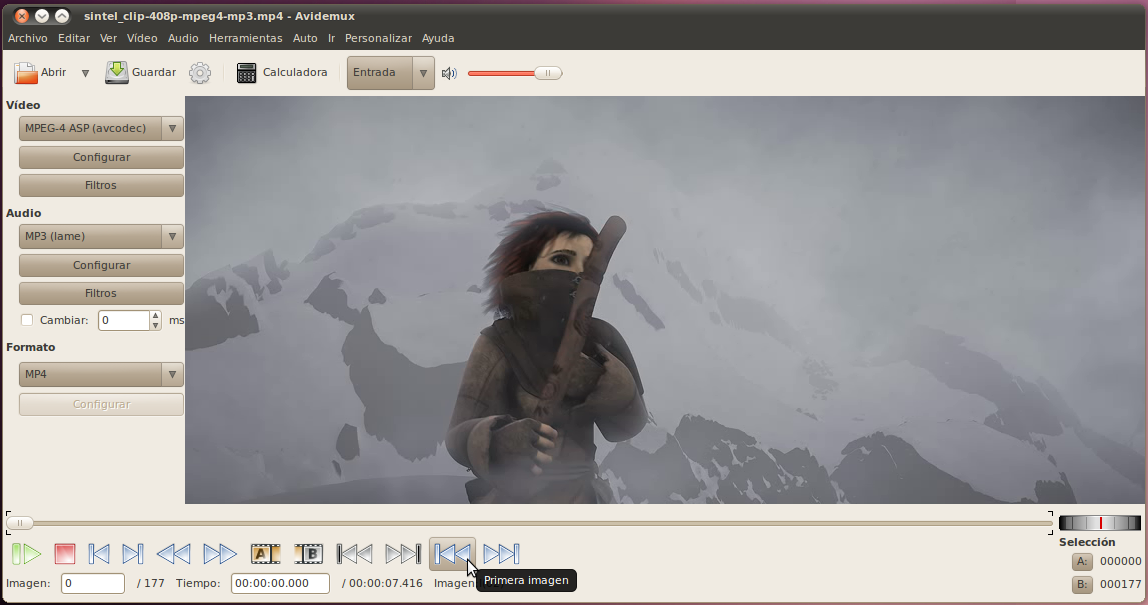 sintel_clip-408p-mpeg4-mp3.mp4 - Avidemux
Archivo Editar Ver Vídeo Audio Herramientas Auto Ir Personalizar Ayuda
Abrir Guardar Calculadora Entrada
Vídeo
MPEG-4 ASP (avcodec)
Configurar
Filtros
Audio
MP3 (lame)
Configurar
Filtros
Cambiar: 0 ms
Formato
MP4
Configurar
A B
Imagen: 0 / 177 Tiempo: 00:00:00.000 / 00:00:07.416 Imagen
Primera imagen
Selección
A: 000000
B: 000177